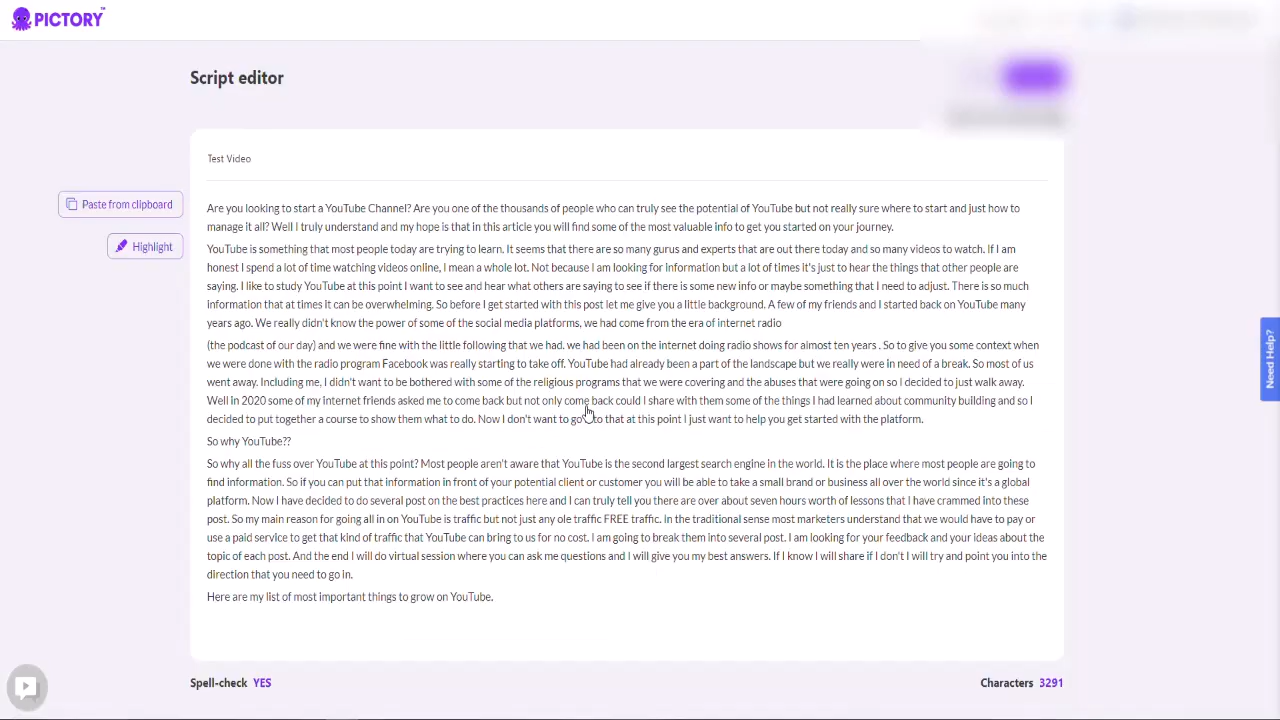 PICTORY™
Script editor
Test Video
Paste from clipboard
Highlight
Are you looking to start a YouTube Channel? Are you one of the thousands of people who can truly see the potential of YouTube but not really sure where to start and just how to
manage it all? Well I truly understand and my hope is that in this article you will find some of the most valuable info to get you started on your journey.
YouTube is something that most people today are trying to learn. It seems that there are so many gurus and experts that are out there today and so many videos to watch. If I am
honest I spend a lot of time watching videos online, I mean a whole lot. Not because I am looking for information but a lot of times it's just to hear the things that other people are
saying. I like to study YouTube at this point I want to see and hear what others are saying to see if there is some new info or maybe something that I need to adjust. There is so much
information that at times it can be overwhelming. So before I get started with this post let me give you a little background. A few of my friends and I started back on YouTube many
years ago. We really didn't know the power of some of the social media platforms, we had come from the era of internet radio
(the podcast of our day) and we were fine with the little following that we had. we had been on the internet doing radio shows for almost ten years . So to give you some context when
we were done with the radio program Facebook was really starting to take off. YouTube had already been a part of the landscape but we really were in need of a break. So most of us
went away. Including me, I didn't want to be bothered with some of the religious programs that we were covering and the abuses that were going on so I decided to just walk away.
Well in 2020 some of my internet friends asked me to come back but not only come back could I share with them some of the things I had learned about community building and so I
decided to put together a course to show them what to do. Now I don't want to go to that at this point I just want to help you get started with the platform.
So why YouTube??
So why all the fuss over YouTube at this point? Most people aren't aware that YouTube is the second largest search engine in the world. It is the place where most people are going to
find information. So if you can put that information in front of your potential client or customer you will be able to take a small brand or business all over the world since it's a global
platform. Now I have decided to do several post on the best practices here and I can truly tell you there are over about seven hours worth of lessons that I have crammed into these
post. So my main reason for going all in on YouTube is traffic but not just any ole traffic FREE traffic. In the traditional sense most marketers understand that we would have to pay or
use a paid service to get that kind of traffic that YouTube can bring to us for no cost. I am going to break them into several post. I am looking for your feedback and your ideas about the
topic of each post. And the end I will do virtual session where you can ask me questions and I will give you my best answers. If I know I will share if I don't I will try and point you into the
direction that you need to go in.
Here are my list of most important things to grow on YouTube.
Need Help?
Spell-check YES
Characters 3291